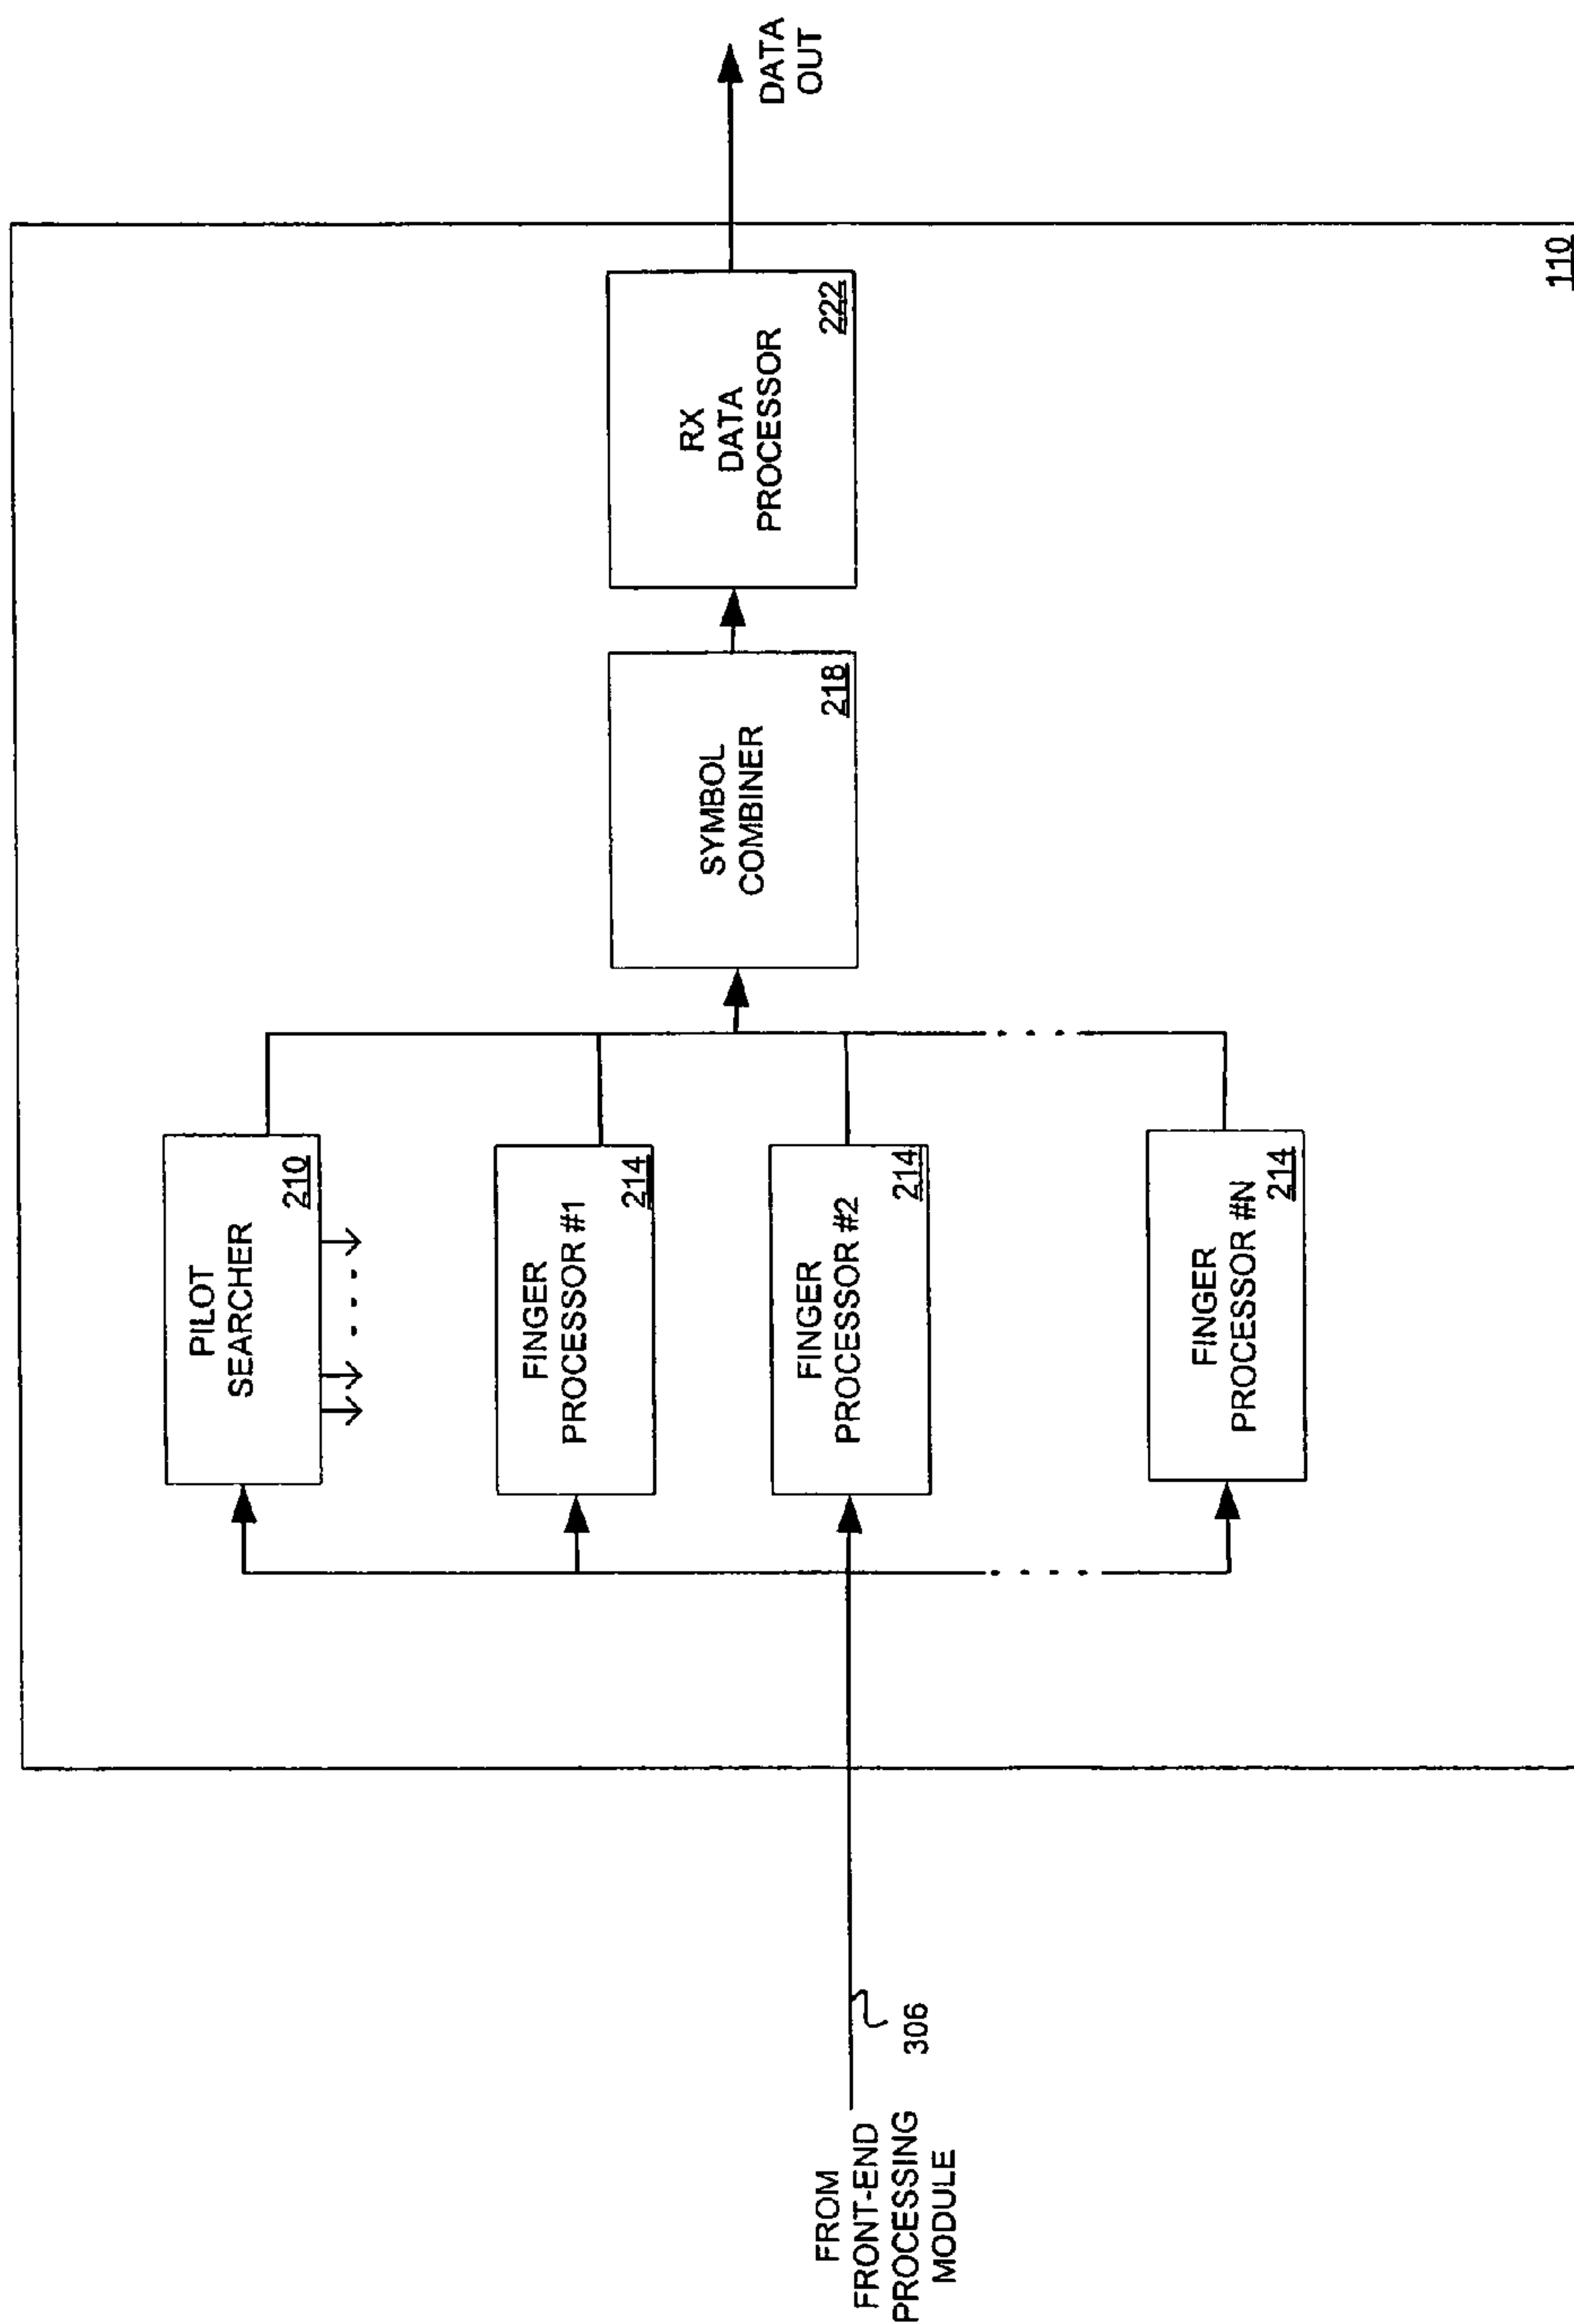 FROM
FRONT-END
PROCESSING
MODULE
306
PILOT
SEARCHER
210
FINGER
PROCESSOR #1
214
FINGER
PROCESSOR #2
214
FINGER
PROCESSOR #N
214
SYMBOL
COMBINER
218
RX
DATA
PROCESSOR
222
DATA
OUT
110